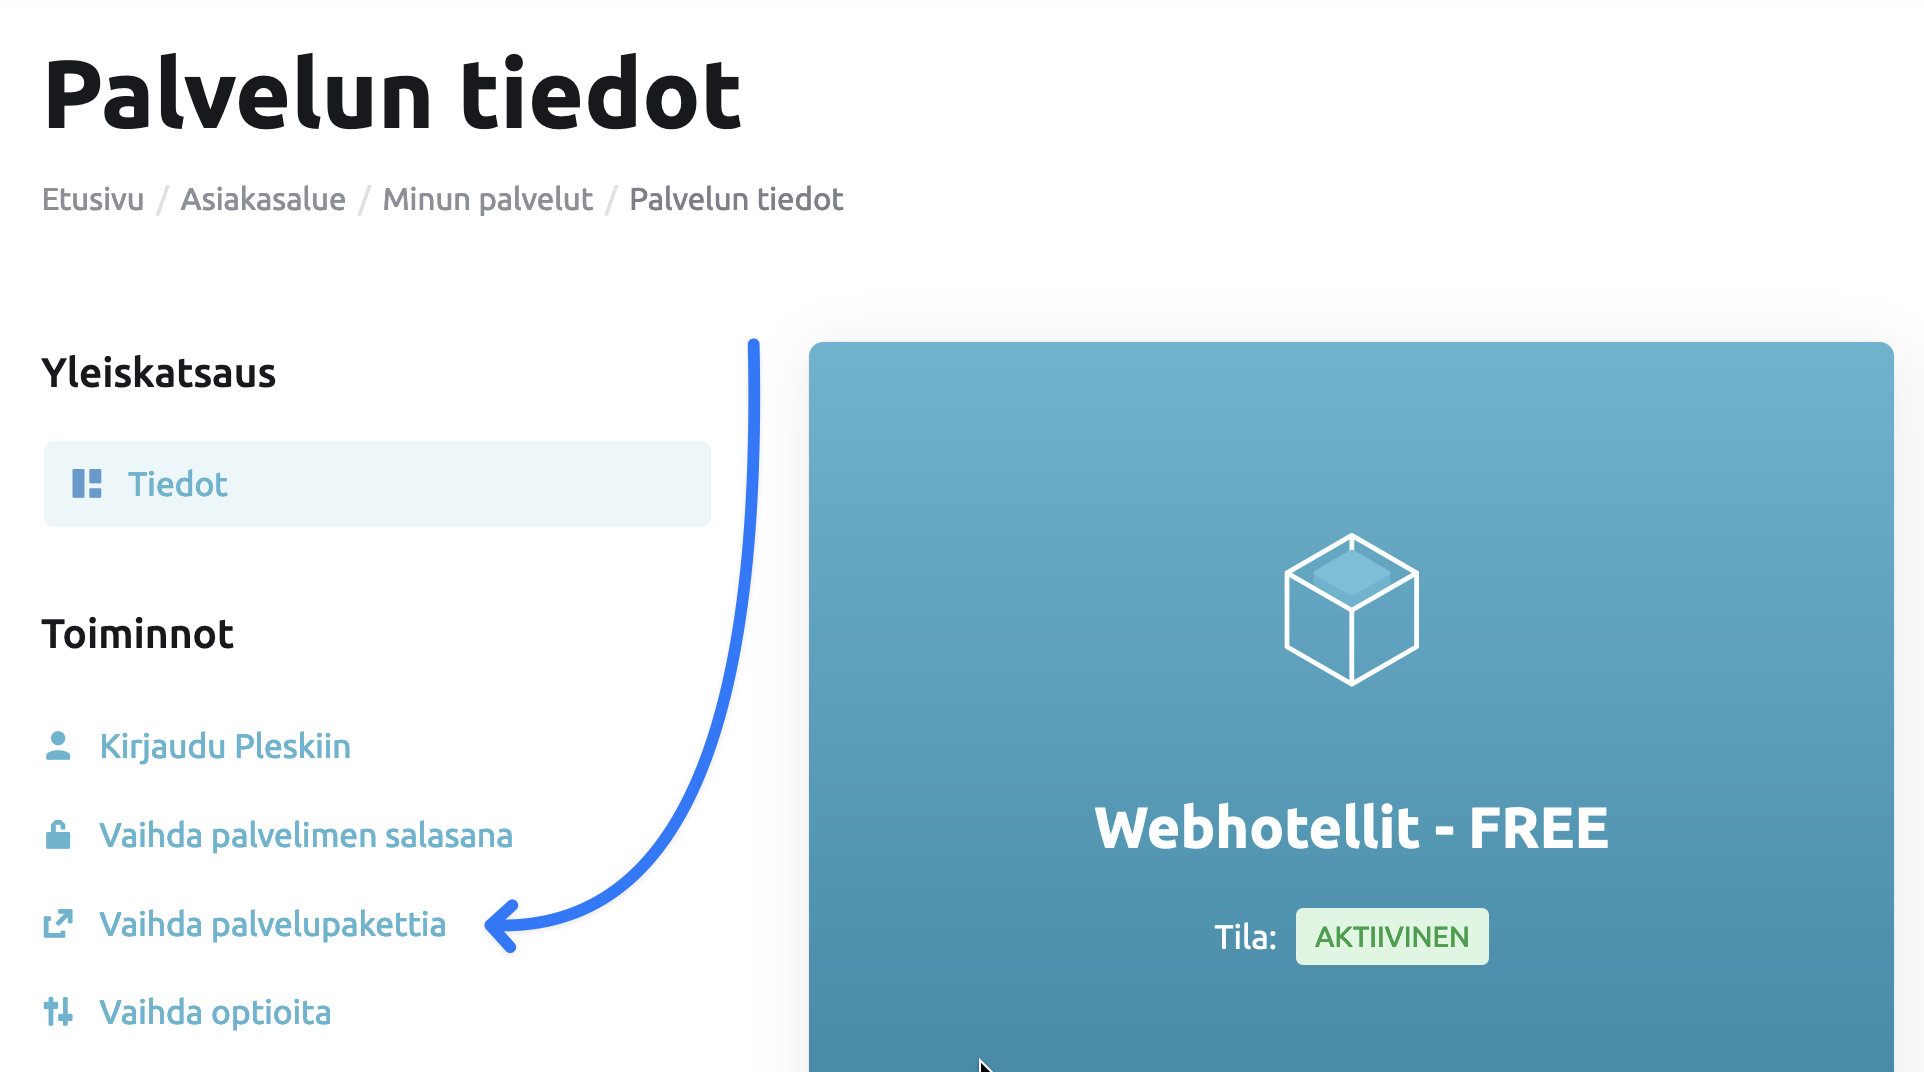 Palvelun tiedot
Etusivu / Asiakasalue / Minun palvelut / Palvelun tiedot
Yleiskatsaus
Tiedot
Toiminnot
Kirjaudu Pleskiin
Vaihda palvelimen salasana
Vaihda palvelupakettia
Vaihda optioita
Webhotellit - FREE
Tila: AKTIIVINEN